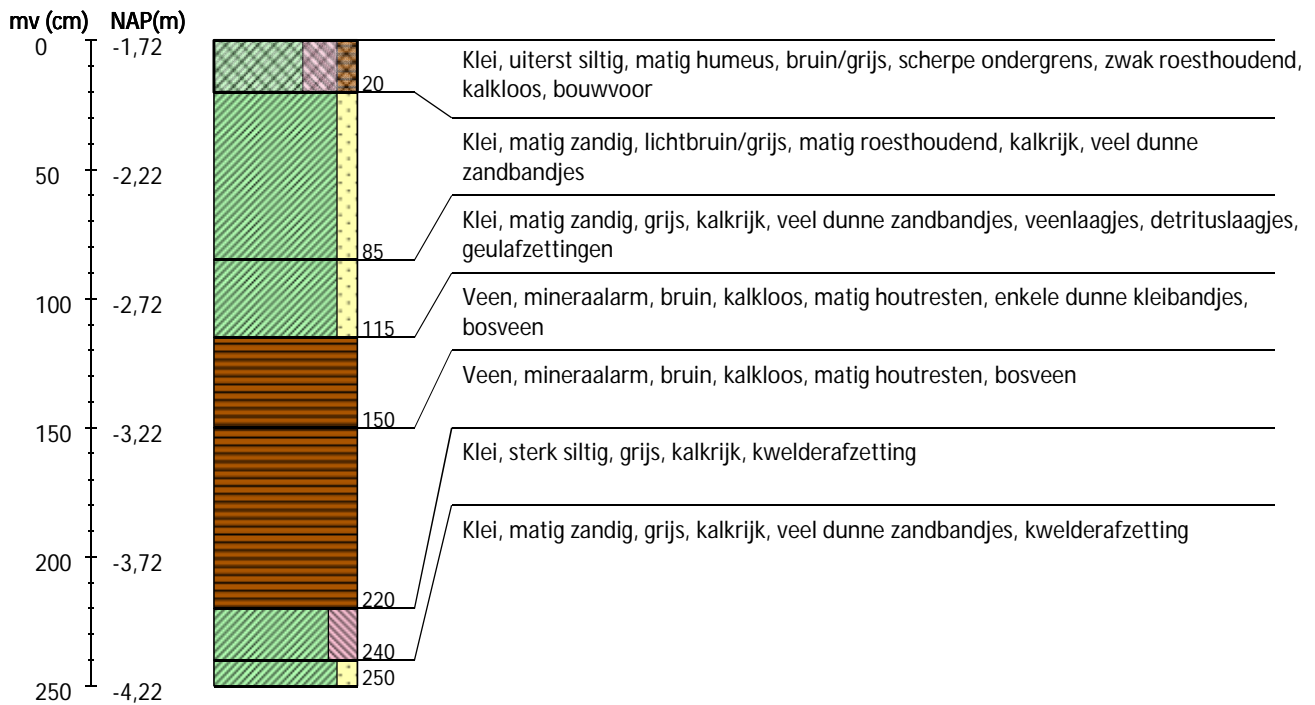 mv (cm) NAP(m)
0 -1,72
Klei, uiterst siltig, matig humeus, bruin/grijs, scherpe ondergrens, zwak roesthoudend,
kalkloos, bouwvoor
20
Klei, matig zandig, lichtbruin/grijs, matig roesthoudend, kalkrijk, veel dunne
zandbandjes
50 -2,22
Klei, matig zandig, grijs, kalkrijk, veel dunne zandbandjes, veenlaagjes, detrituslaagjes,
geulafzettingen
85
100 -2,72
Veen, mineraalarm, bruin, kalkloos, matig houtresten, enkele dunne kleibandjes,
bosveen
115
Veen, mineraalarm, bruin, kalkloos, matig houtresten, bosveen
150
150 -3,22
Klei, sterk siltig, grijs, kalkrijk, kwelderafzetting
Klei, matig zandig, grijs, kalkrijk, veel dunne zandbandjes, kwelderafzetting
200 -3,72
220
240
250
250 -4,22